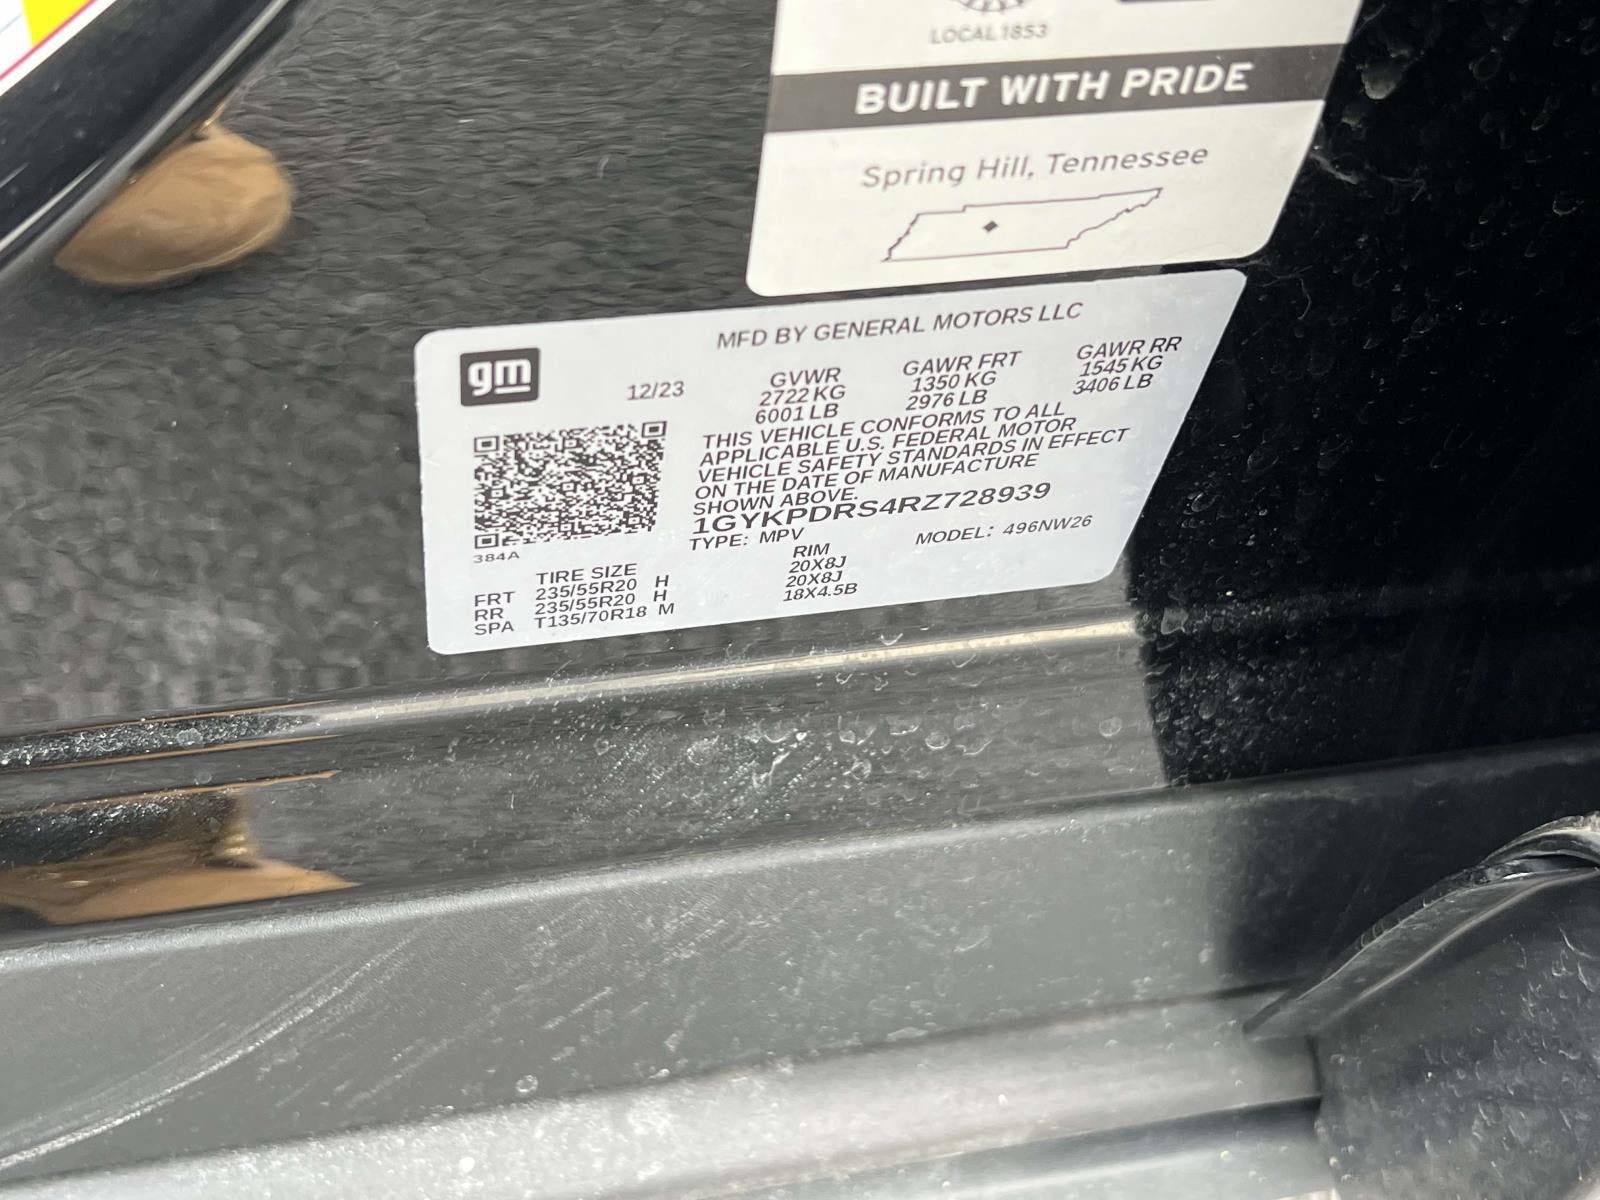 LOCAL 1853
BUILT WITH PRIDE
Spring Hill, Tennessee
MFD BY GENERAL MOTORS LLC
gm
12/23
GVWR
2722 KG
6001 LB
GAWR FRT
1350 KG
2976 LB
GAWR RR
1545 KG
3406 LB
THIS VEHICLE CONFORMS TO ALL
APPLICABLE U.S. FEDERAL MOTOR
VEHICLE SAFETY STANDARDS IN EFFECT
ON THE DATE OF MANUFACTURE
SHOWN ABOVE.
1GYKPDRS4RZ728939
TYPE: MPV MODEL: 496NW26
384A
TIRE SIZE RIM
FRT 235/55R20 H 20X8J
RR 235/55R20 H 20X8J
SPA T135/70R18 M 18X4.5B